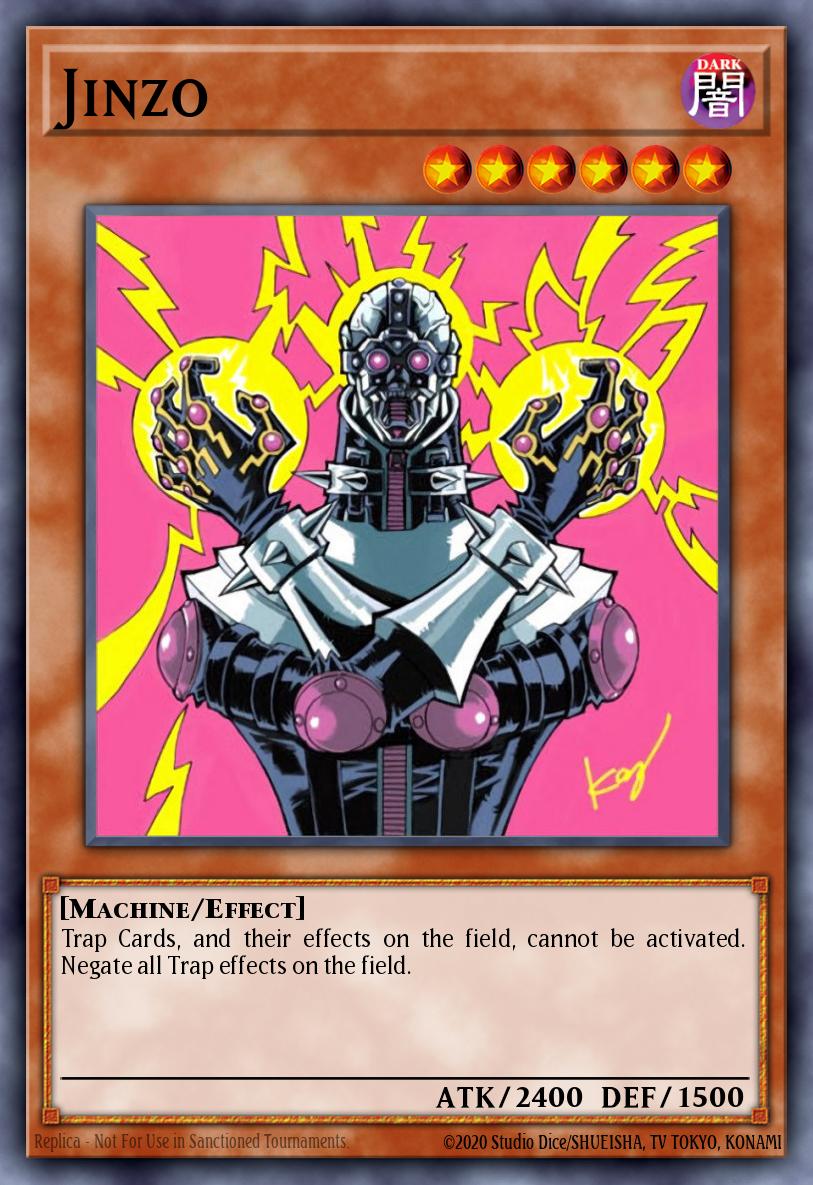 Jinzo
DARK
闇
[Machine/Effect]
Trap Cards, and their effects on the field, cannot be activated.
Negate all Trap effects on the field.
ATK/2400 DEF/1500
Replica - Not For Use in Sanctioned Tournaments.
©2020 Studio Dice/SHUEISHA, TV TOKYO, KONAMI